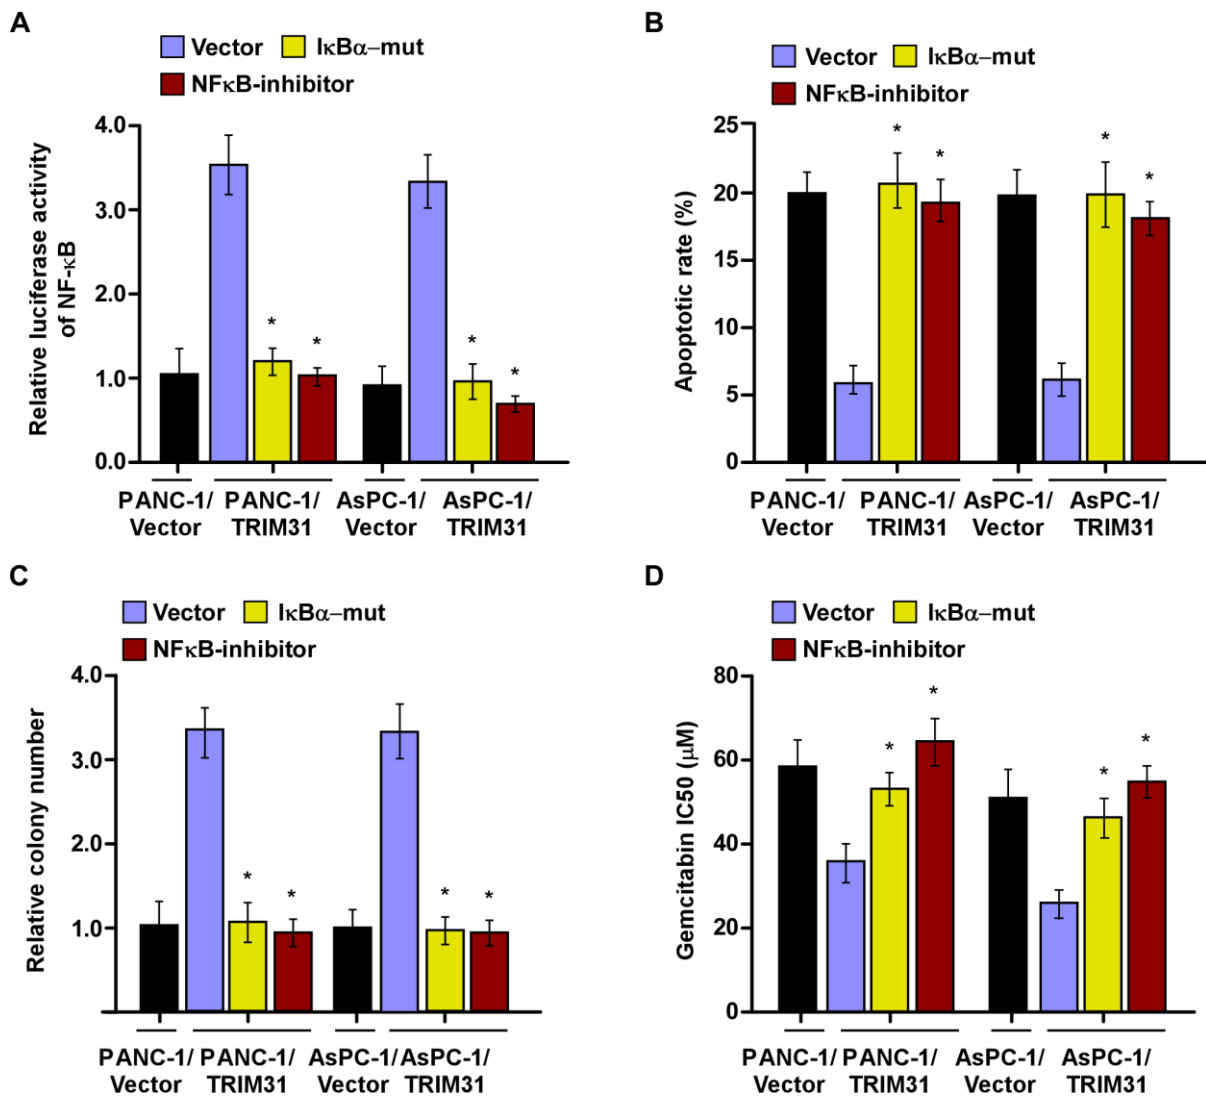 A
Vector IκBα–mut
NFκB-inhibitor
Relative luciferase activity
of NF-κB
4.0
3.0
2.0
1.0
0.0
* * * *
PANC-1/ PANC-1/ AsPC-1/ AsPC-1/
Vector TRIM31 Vector TRIM31
B
Vector IκBα–mut
NFκB-inhibitor
Apoptotic rate (%)
25
20
15
10
5
0
* * * *
PANC-1/ PANC-1/ AsPC-1/ AsPC-1/
Vector TRIM31 Vector TRIM31
C
Vector IκBα–mut
NFκB-inhibitor
Relative colony number
4.0
3.0
2.0
1.0
* * * *
PANC-1/ PANC-1/ AsPC-1/ AsPC-1/
Vector TRIM31 Vector TRIM31
D
Vector IκBα–mut
NFκB-inhibitor
Gemcitabin IC50 (μM)
80
60
40
20
0
* * * *
PANC-1/ PANC-1/ AsPC-1/ AsPC-1/
Vector TRIM31 Vector TRIM31